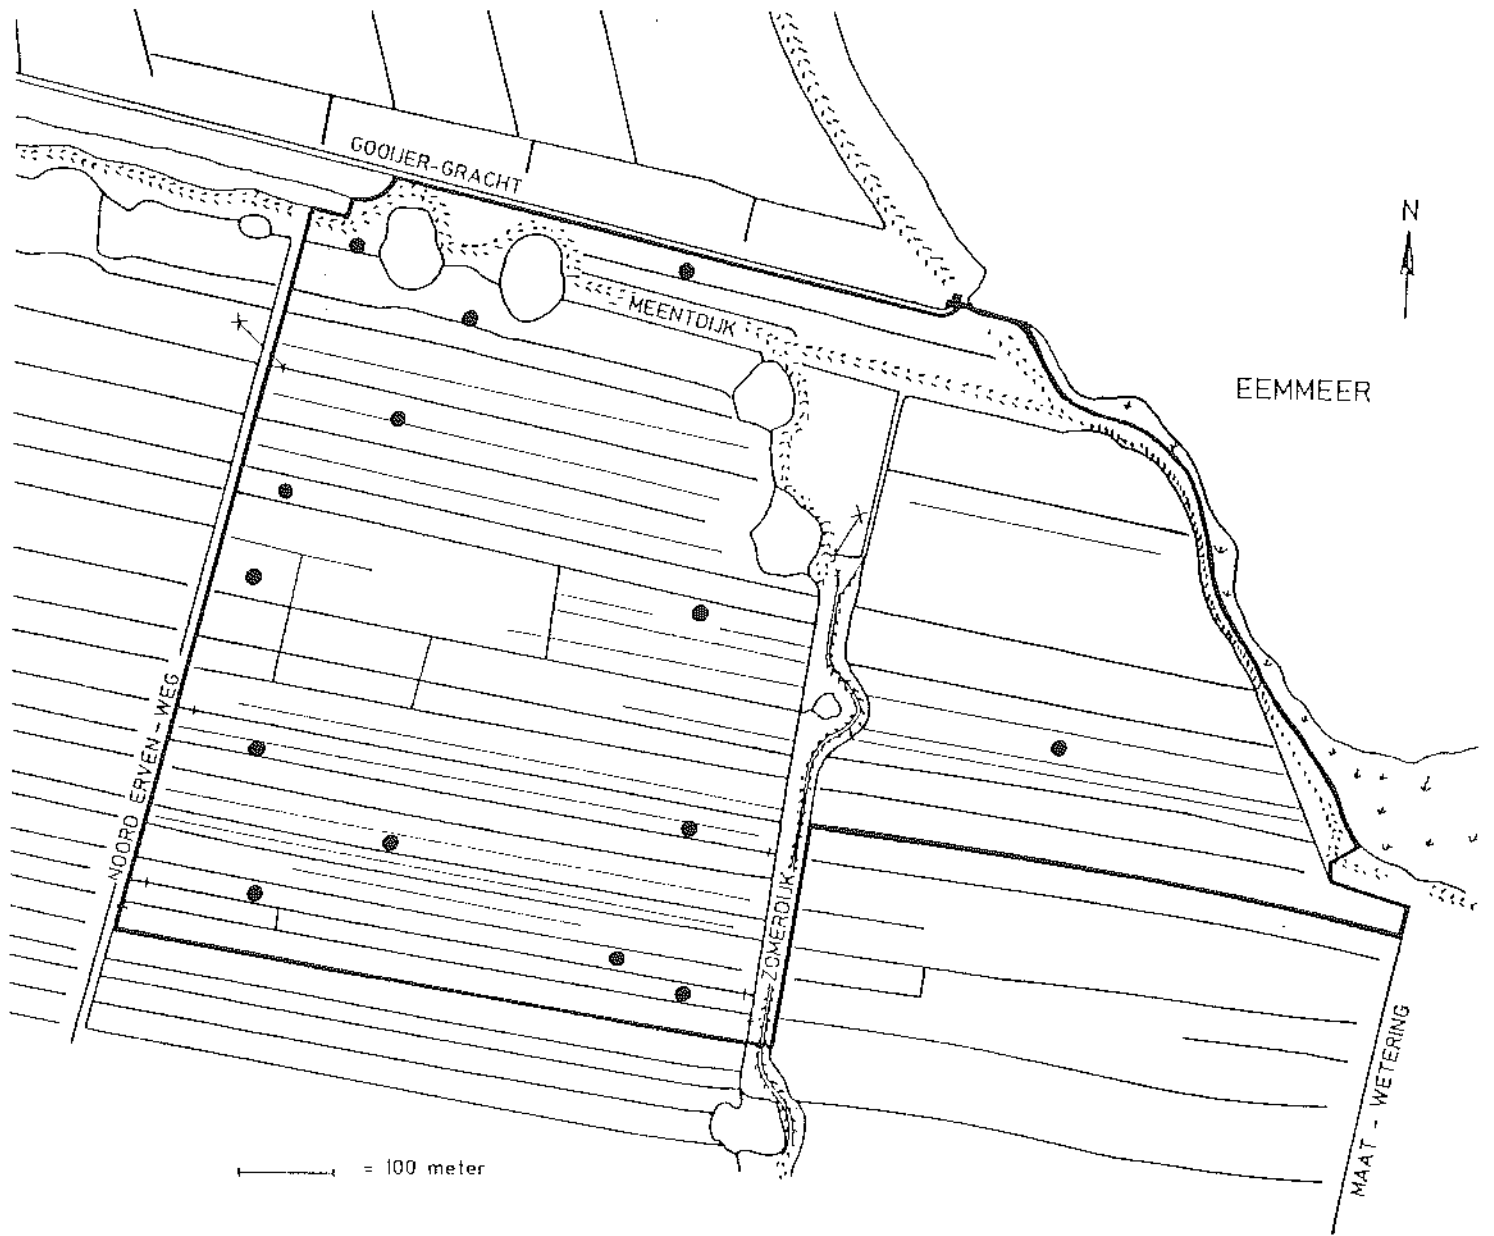 GOOIJER-GRACHT
N
MEENTDIJK
EEMMEER
NOORD ERVEN-WEG
ZOMERDIJK
MAAT - WETERING
= 100 meter